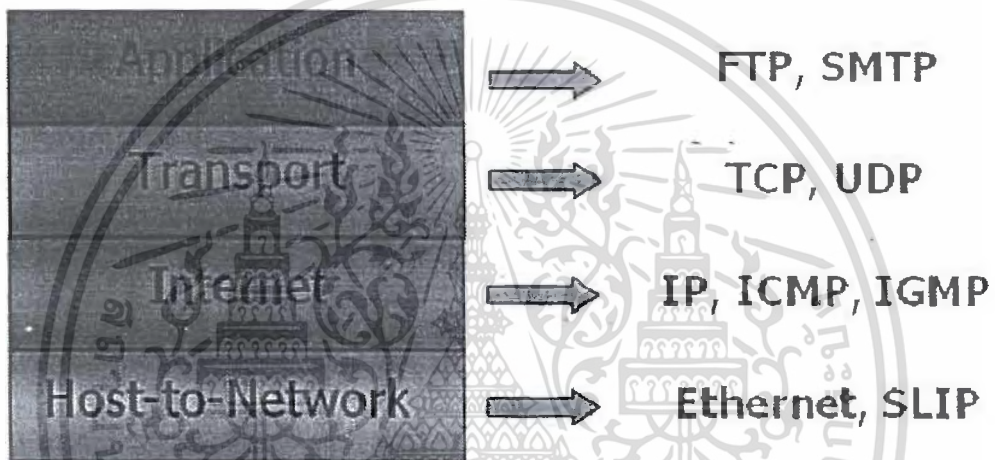 Application
FTP, SMTP
Transport
TCP, UDP
Internet
IP, ICMP, IGMP
Host-to-Network
Ethernet, SLIP